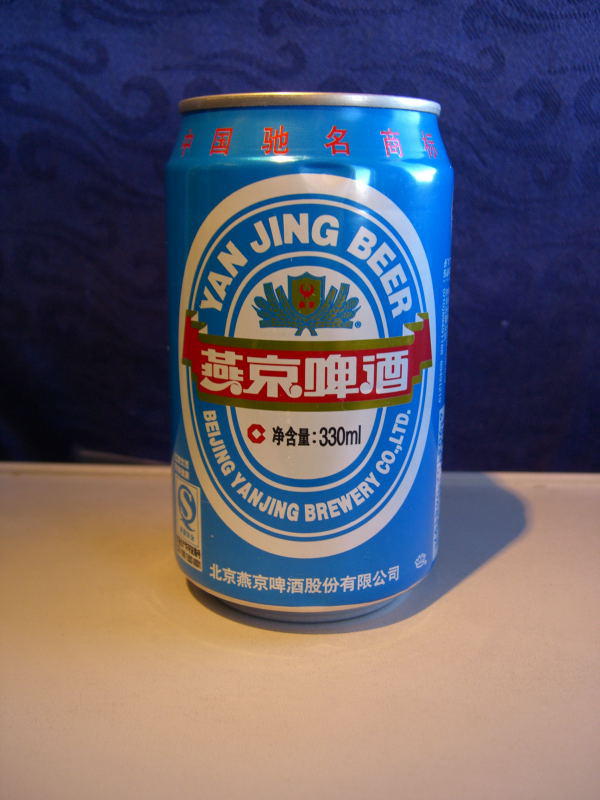 中国驰名商标
YAN JING BEER
燕京啤酒
净含量:330ml
BEIJING YANJING BREWERY CO.,LTD.
北京燕京啤酒股份有限公司